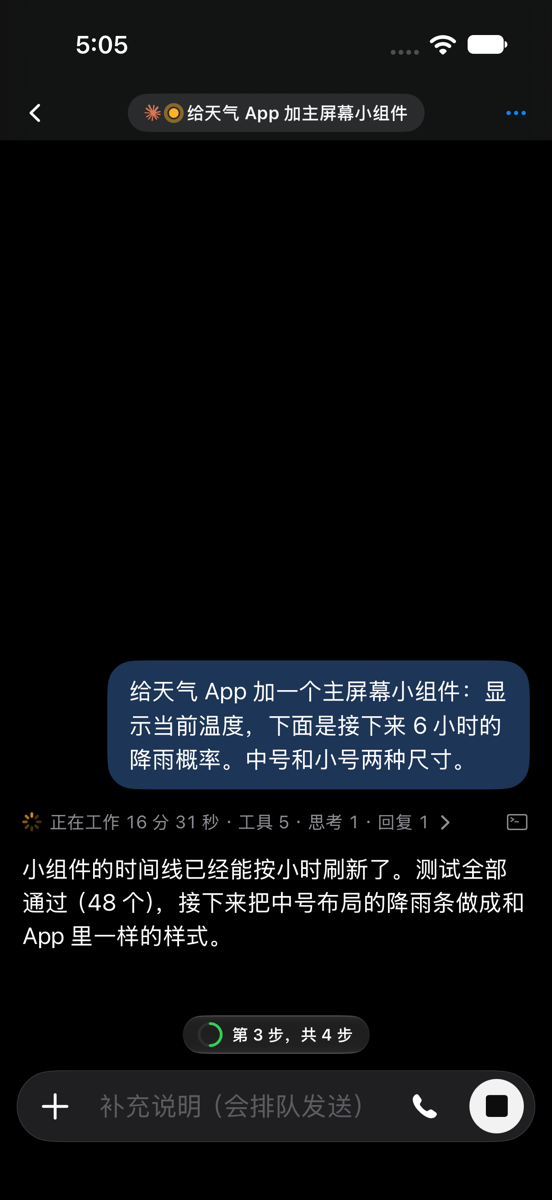 5:05
给天气 App 加主屏幕小组件
给天气 App 加一个主屏幕小组件：显
示当前温度，下面是接下来 6 小时的
降雨概率。中号和小号两种尺寸。
正在工作 16 分 31 秒 · 工具 5 · 思考 1 · 回复 1
小组件的时间线已经能按小时刷新了。测试全部
通过（48 个），接下来把中号布局的降雨条做成和
App 里一样的样式。
第 3 步，共 4 步
补充说明（会排队发送）